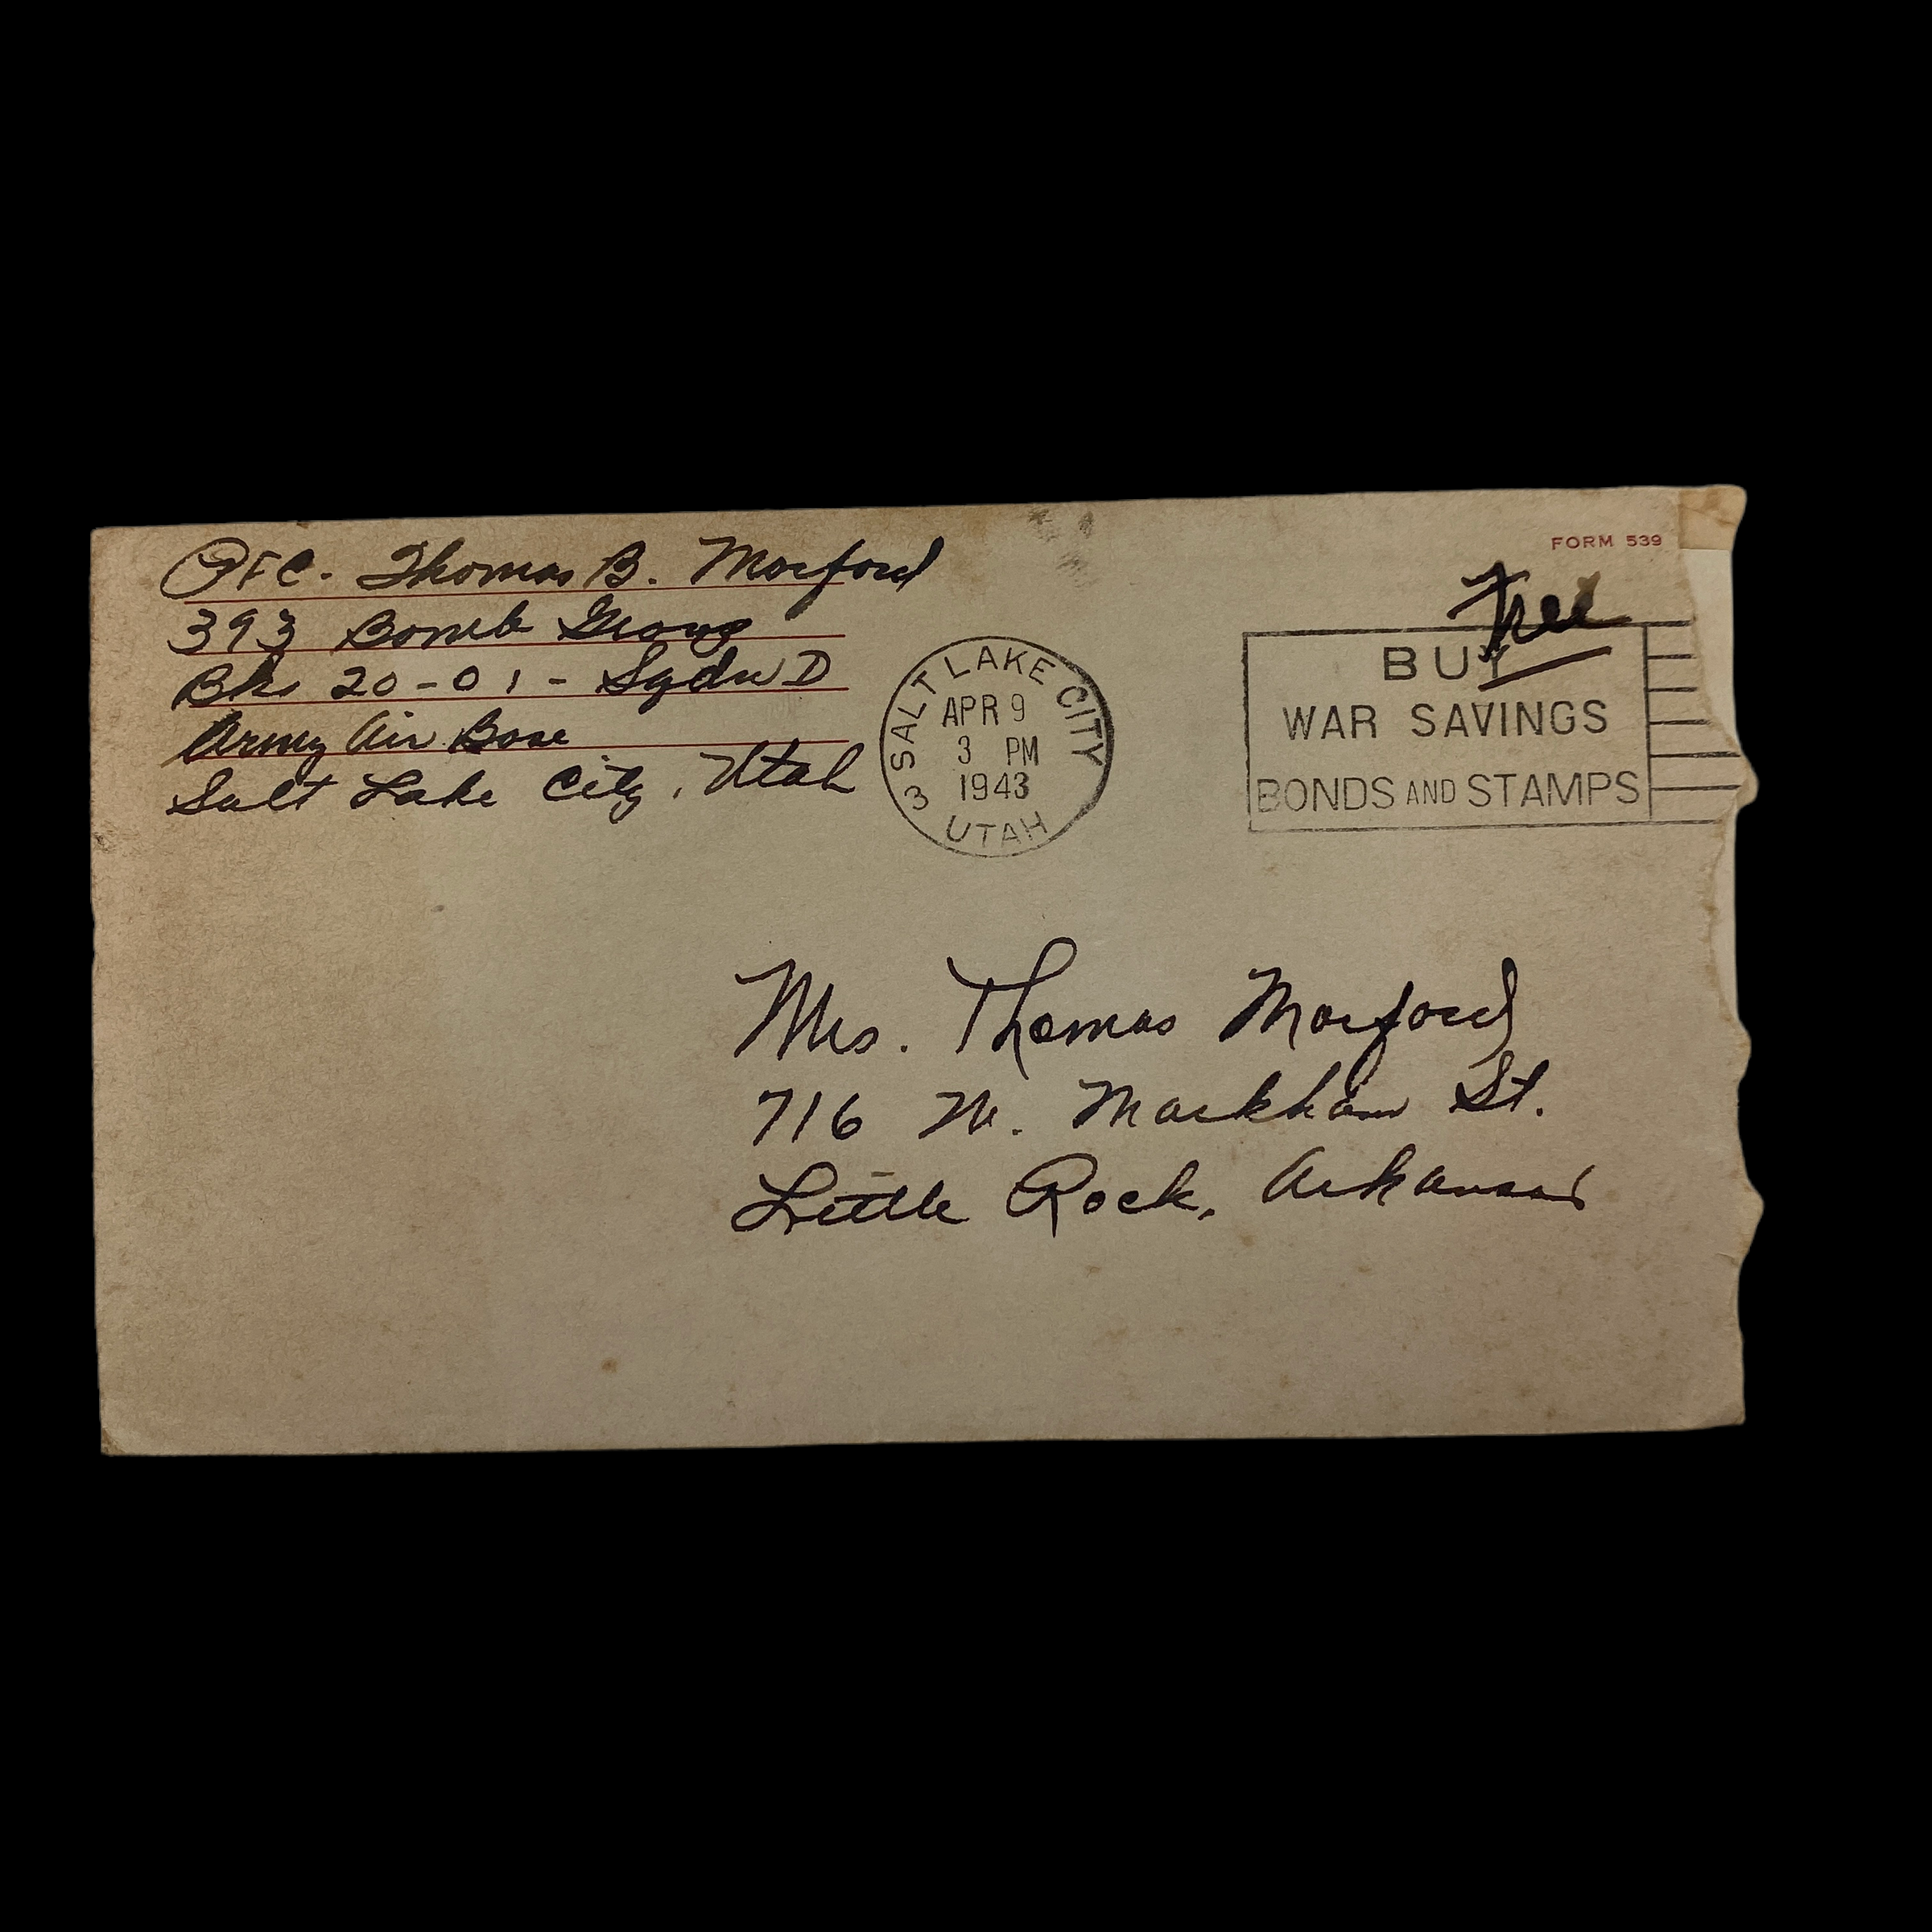 PFC. Thomas B. Morford
393 Bomb Group
Bks 20-01 - Sqdn D
Army Air Base
Salt Lake City, Utah
SALT LAKE CITY
APR 9
3 PM
1943
3
UTAH
FORM 539
Free
BUY
WAR SAVINGS
BONDS AND STAMPS
Mrs. Thomas Morford
716 W. Markham St.
Little Rock, Arkansas